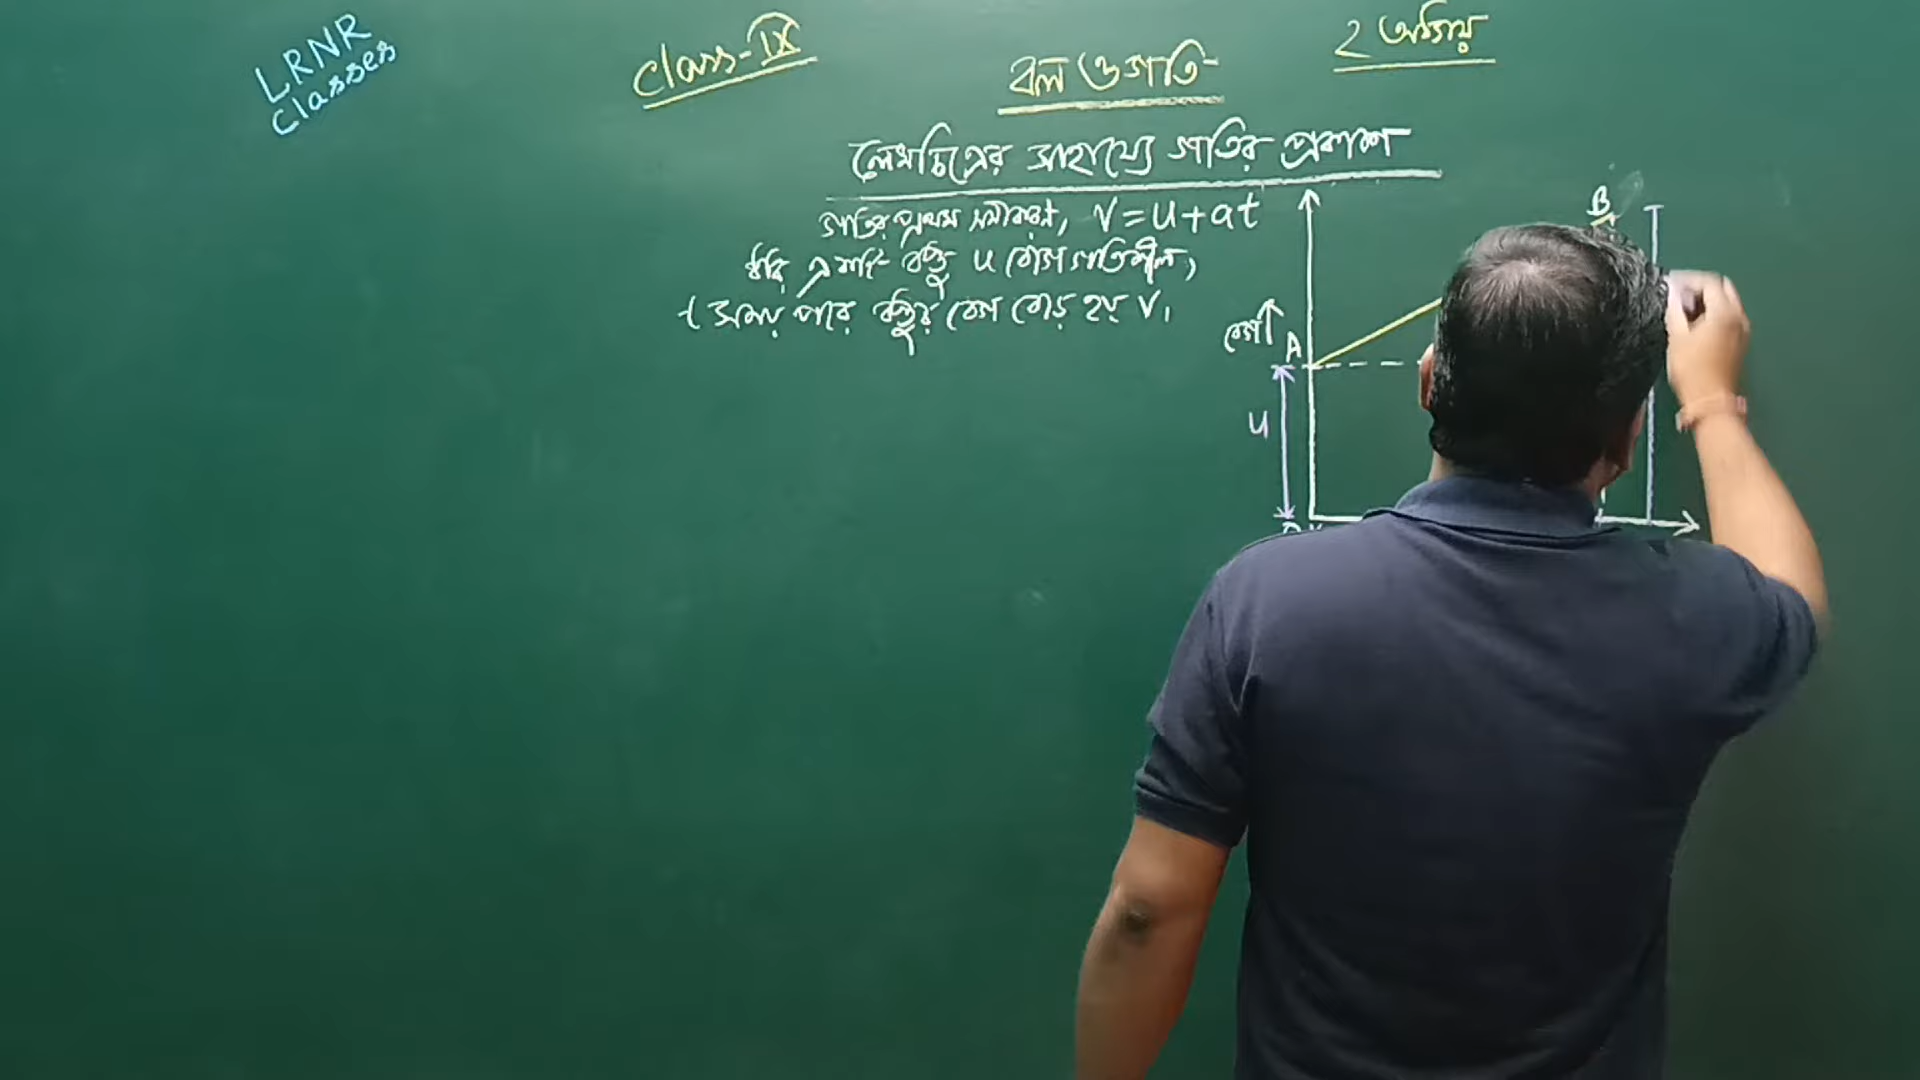 LRNR
Classes
Class-IX
বল ও গতি
2 অধ্যায়
লেখচিত্রের সাহায্যে গতির প্রকাশ
গতির প্রথম সমীকরণ, v=u+at
ধরি একটি বস্তু u বেগে গতিশীল,
t সময় পরে বস্তুর বেগ বেড়ে হয় v,
B
বেগ
A
u